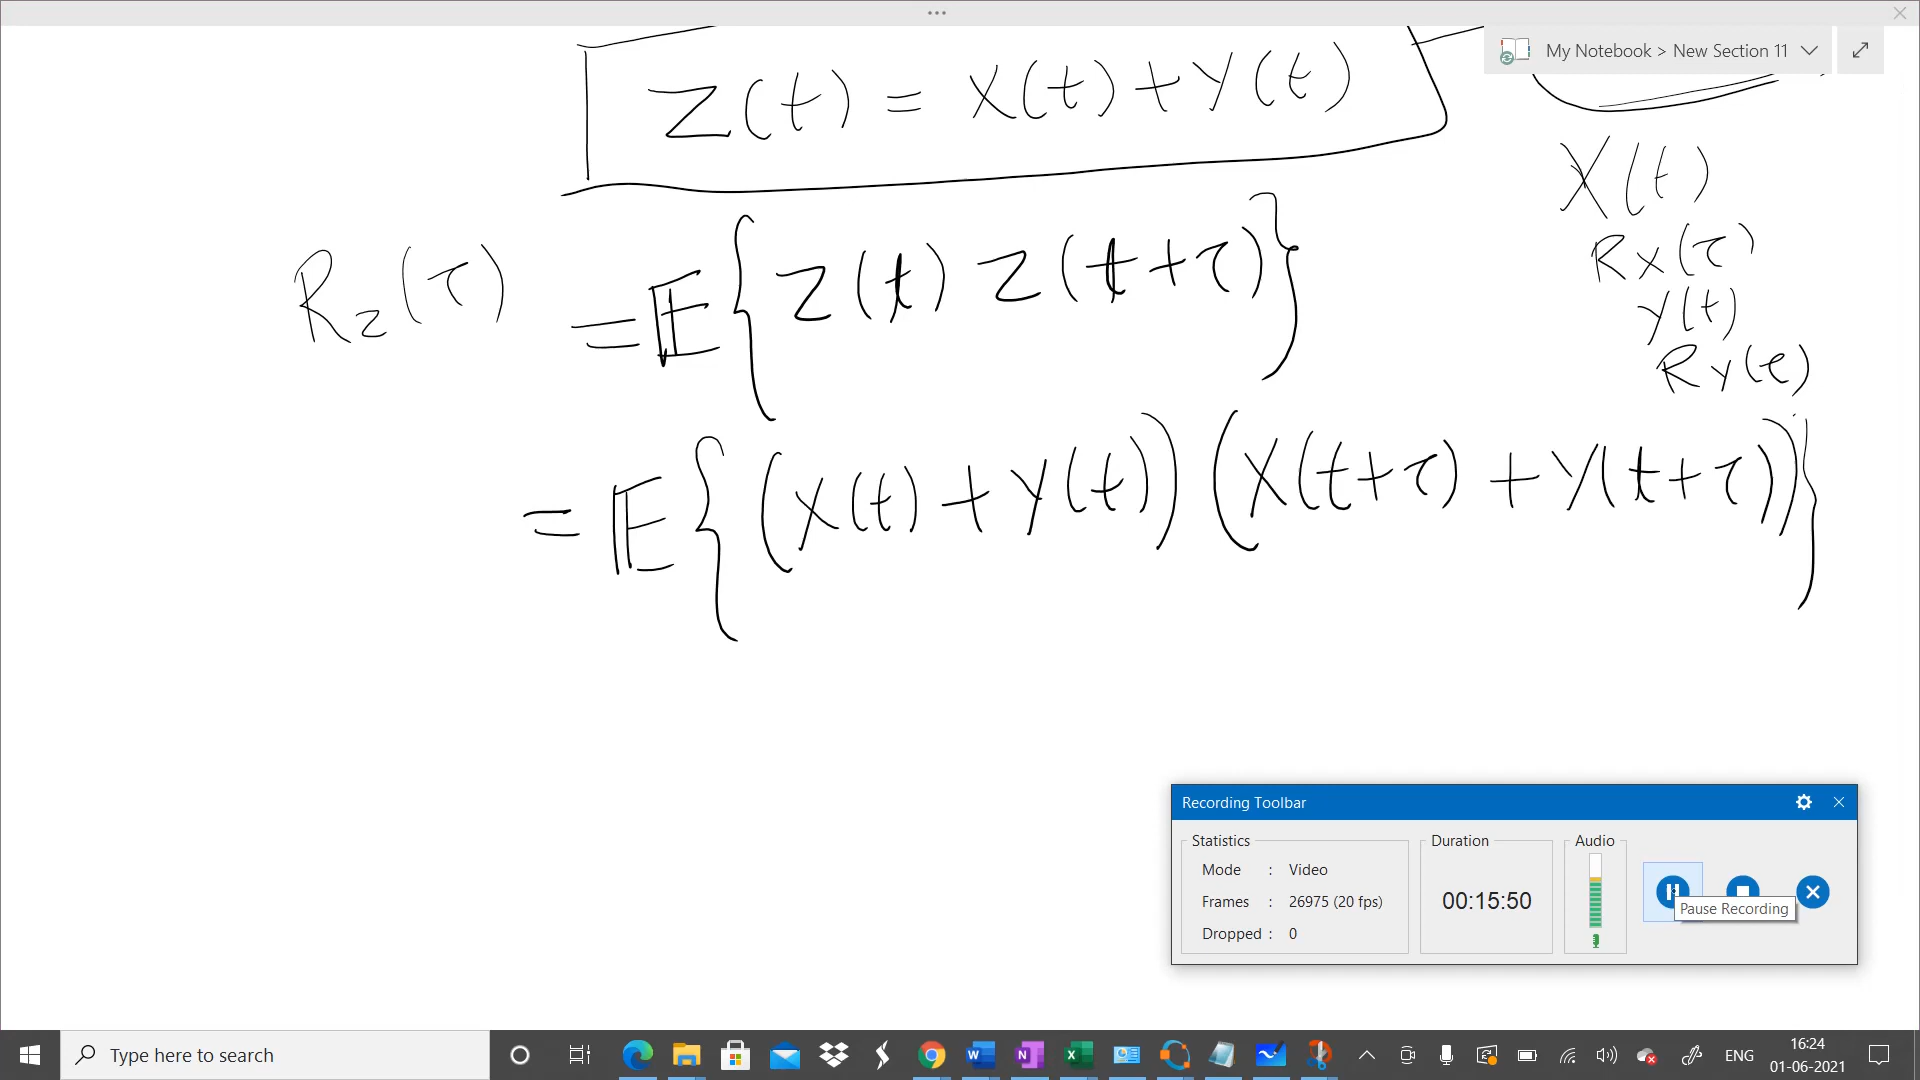 My Notebook > New Section 11
Z(t) = X(t) + Y(t)
X(t)
Rx(τ)
Y(t)
Ry(τ)
Rz(τ) = E{Z(t) Z(t+τ)}
= E{(X(t) + Y(t)) (X(t+τ) + Y(t+τ))}
Recording Toolbar
Statistics
Mode : Video
Frames : 26975 (20 fps)
Dropped : 0
Duration
00:15:50
Audio
Pause Recording
Type here to search
ENG
16:24
01-06-2021